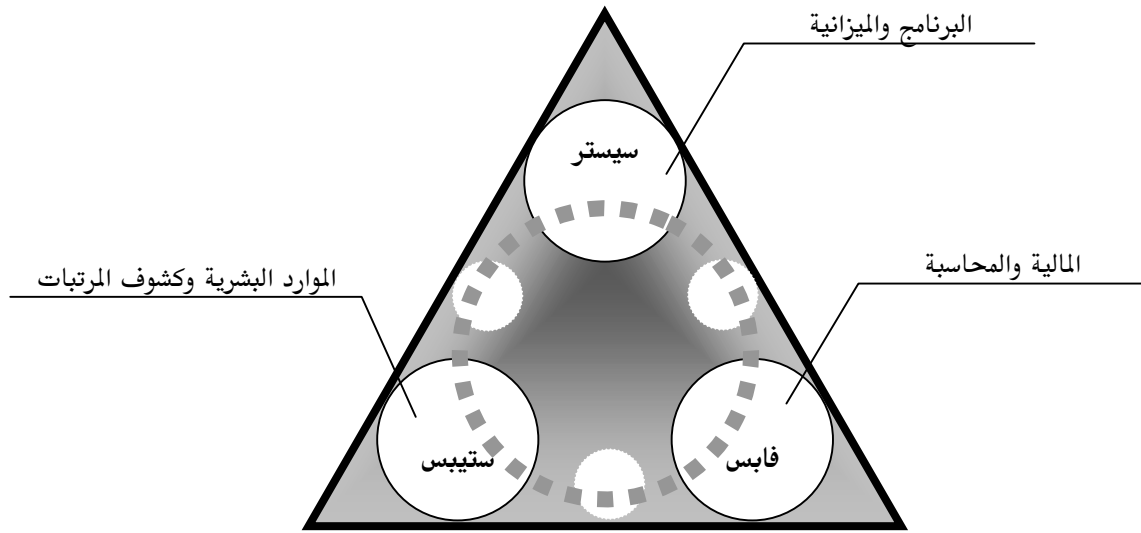 البرنامج والميزانية
سيستر
المالية والمحاسبة
الموارد البشرية وكشوف المرتبات
فابس
ستيبس